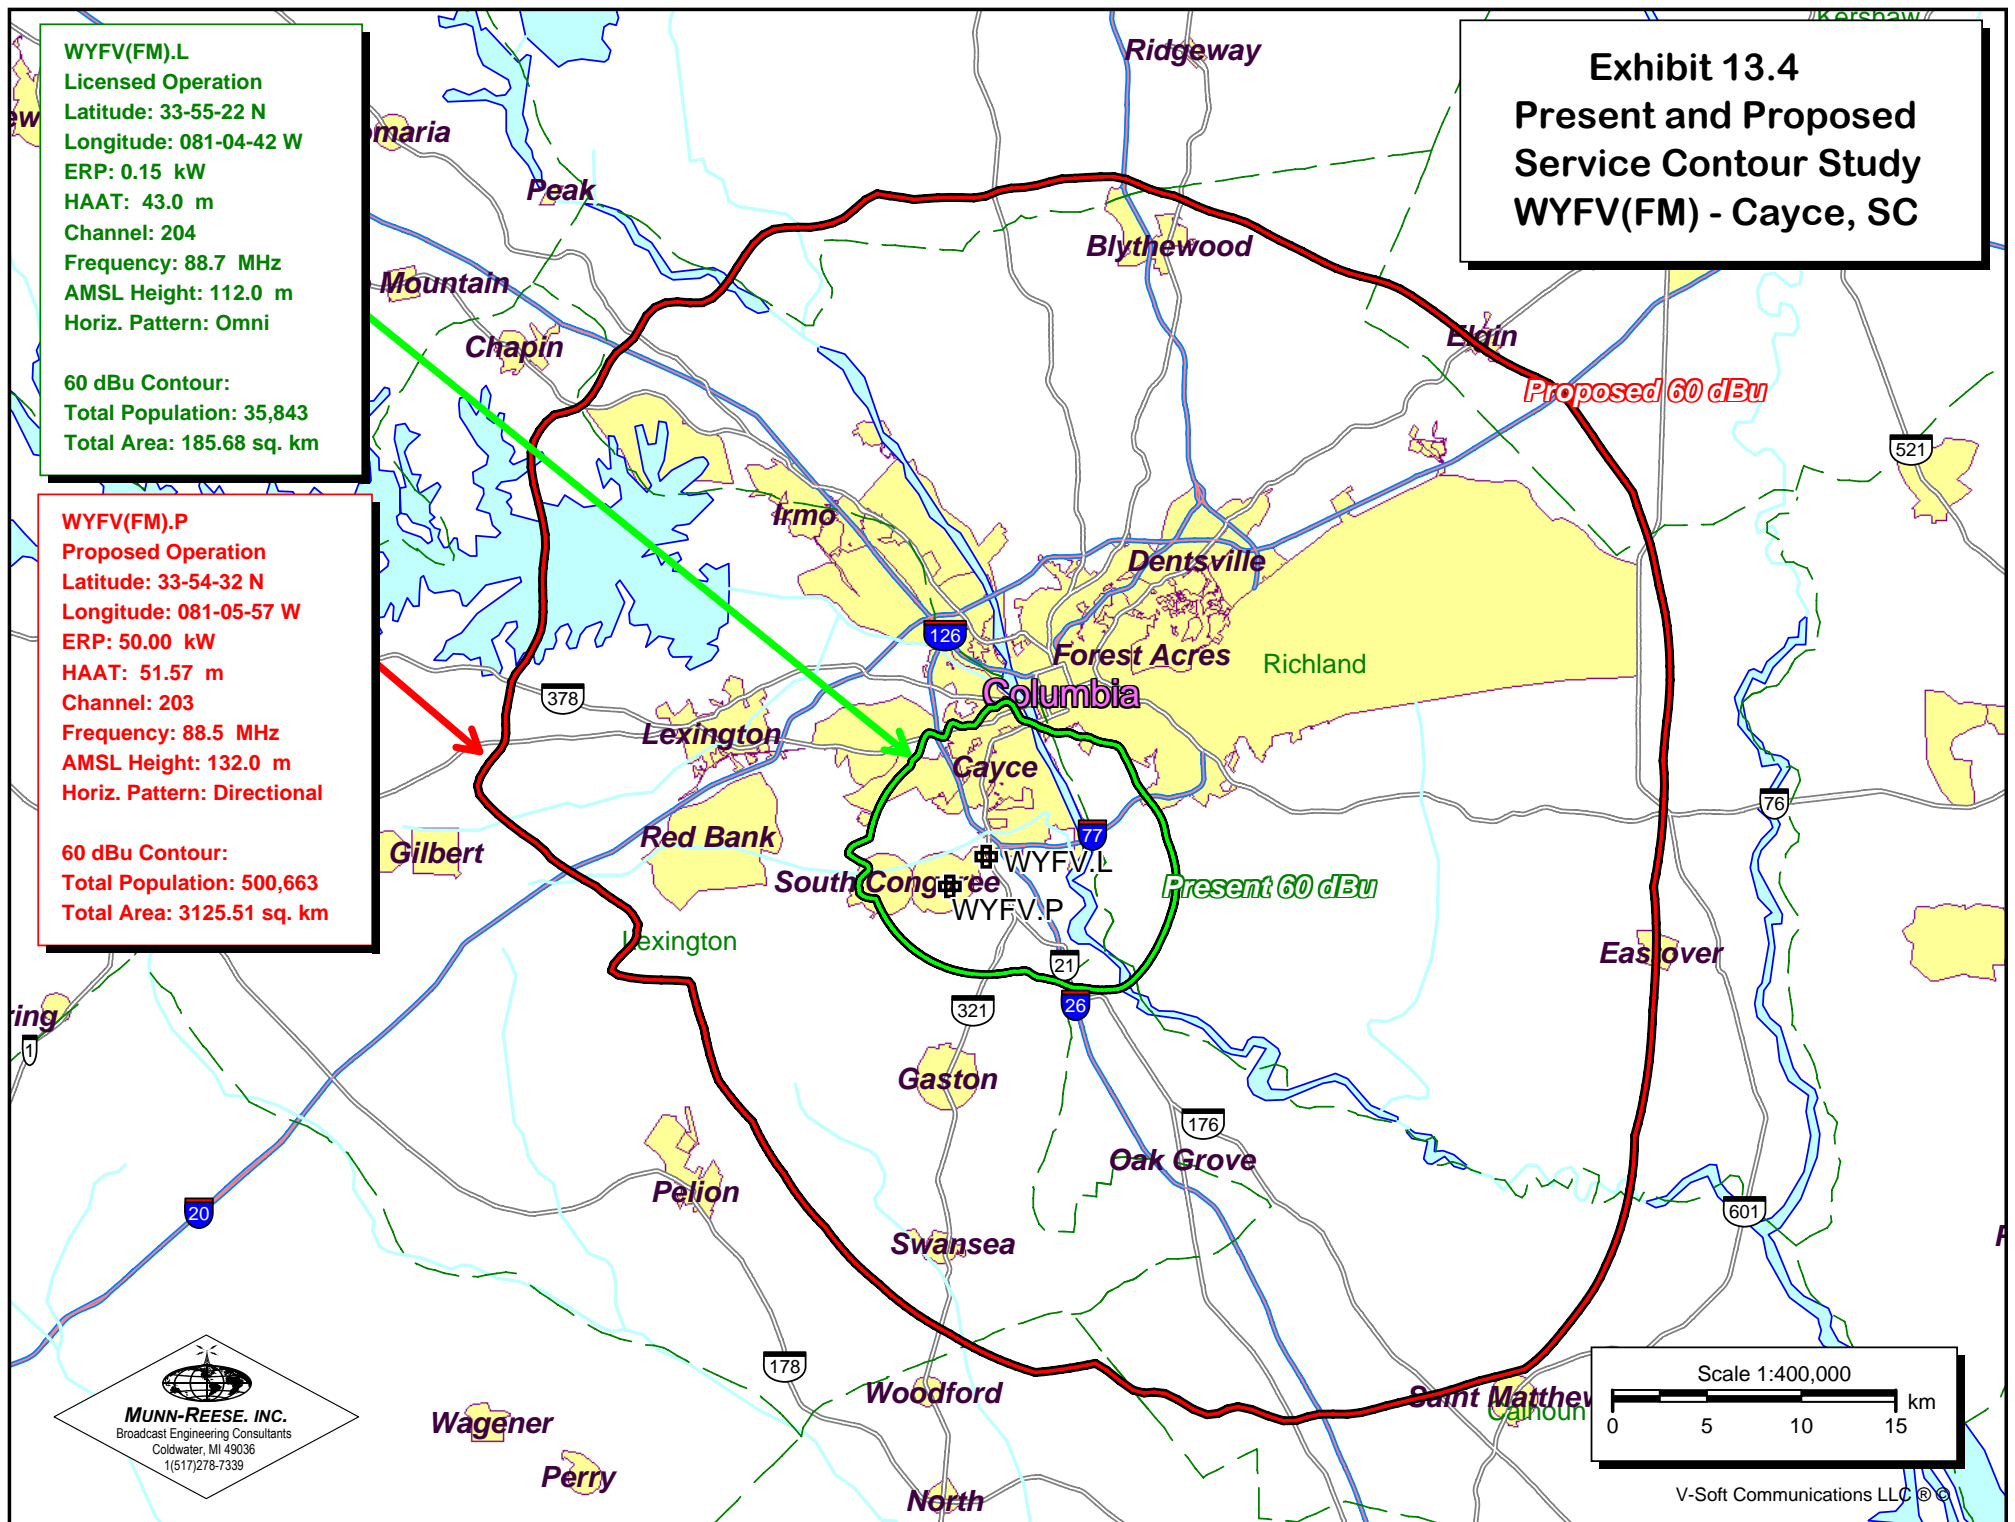 WYFV(FM).L
Licensed Operation
Latitude: 33-55-22 N
Longitude: 081-04-42 W
ERP: 0.15 kW
HAAT: 43.0 m
Channel: 204
Frequency: 88.7 MHz
AMSL Height: 112.0 m
Horiz. Pattern: Omni
60 dBu Contour:
Total Population: 35,843
Total Area: 185.68 sq. km
WYFV(FM).P
Proposed Operation
Latitude: 33-54-32 N
Longitude: 081-05-57 W
ERP: 50.00 kW
HAAT: 51.57 m
Channel: 203
Frequency: 88.5 MHz
AMSL Height: 132.0 m
Horiz. Pattern: Directional
60 dBu Contour:
Total Population: 500,663
Total Area: 3125.51 sq. km
Exhibit 13.4
Present and Proposed
Service Contour Study
WYFV(FM) - Cayce, SC
Kershaw
Ridgeway
omaria
Peak
Blythewood
Mountain
Chapin
Elgin
Proposed 60 dBu
521
Irmo
Dentsville
126
Forest Acres
Richland
Columbia
378
Lexington
Cayce
76
77
Red Bank
Gilbert
WYFV.L
South Congaree
Present 60 dBu
WYFV.P
Lexington
Eastover
21
26
321
ring
1
Gaston
176
Oak Grove
Pelion
20
601
Swansea
178
Woodford
Saint Matthew
Calhoun
Wagener
Perry
North
Scale 1:400,000
0 5 10 15 km
MUNN-REESE. INC.
Broadcast Engineering Consultants
Coldwater, MI 49036
1(517)278-7339
V-Soft Communications LLC ® ©